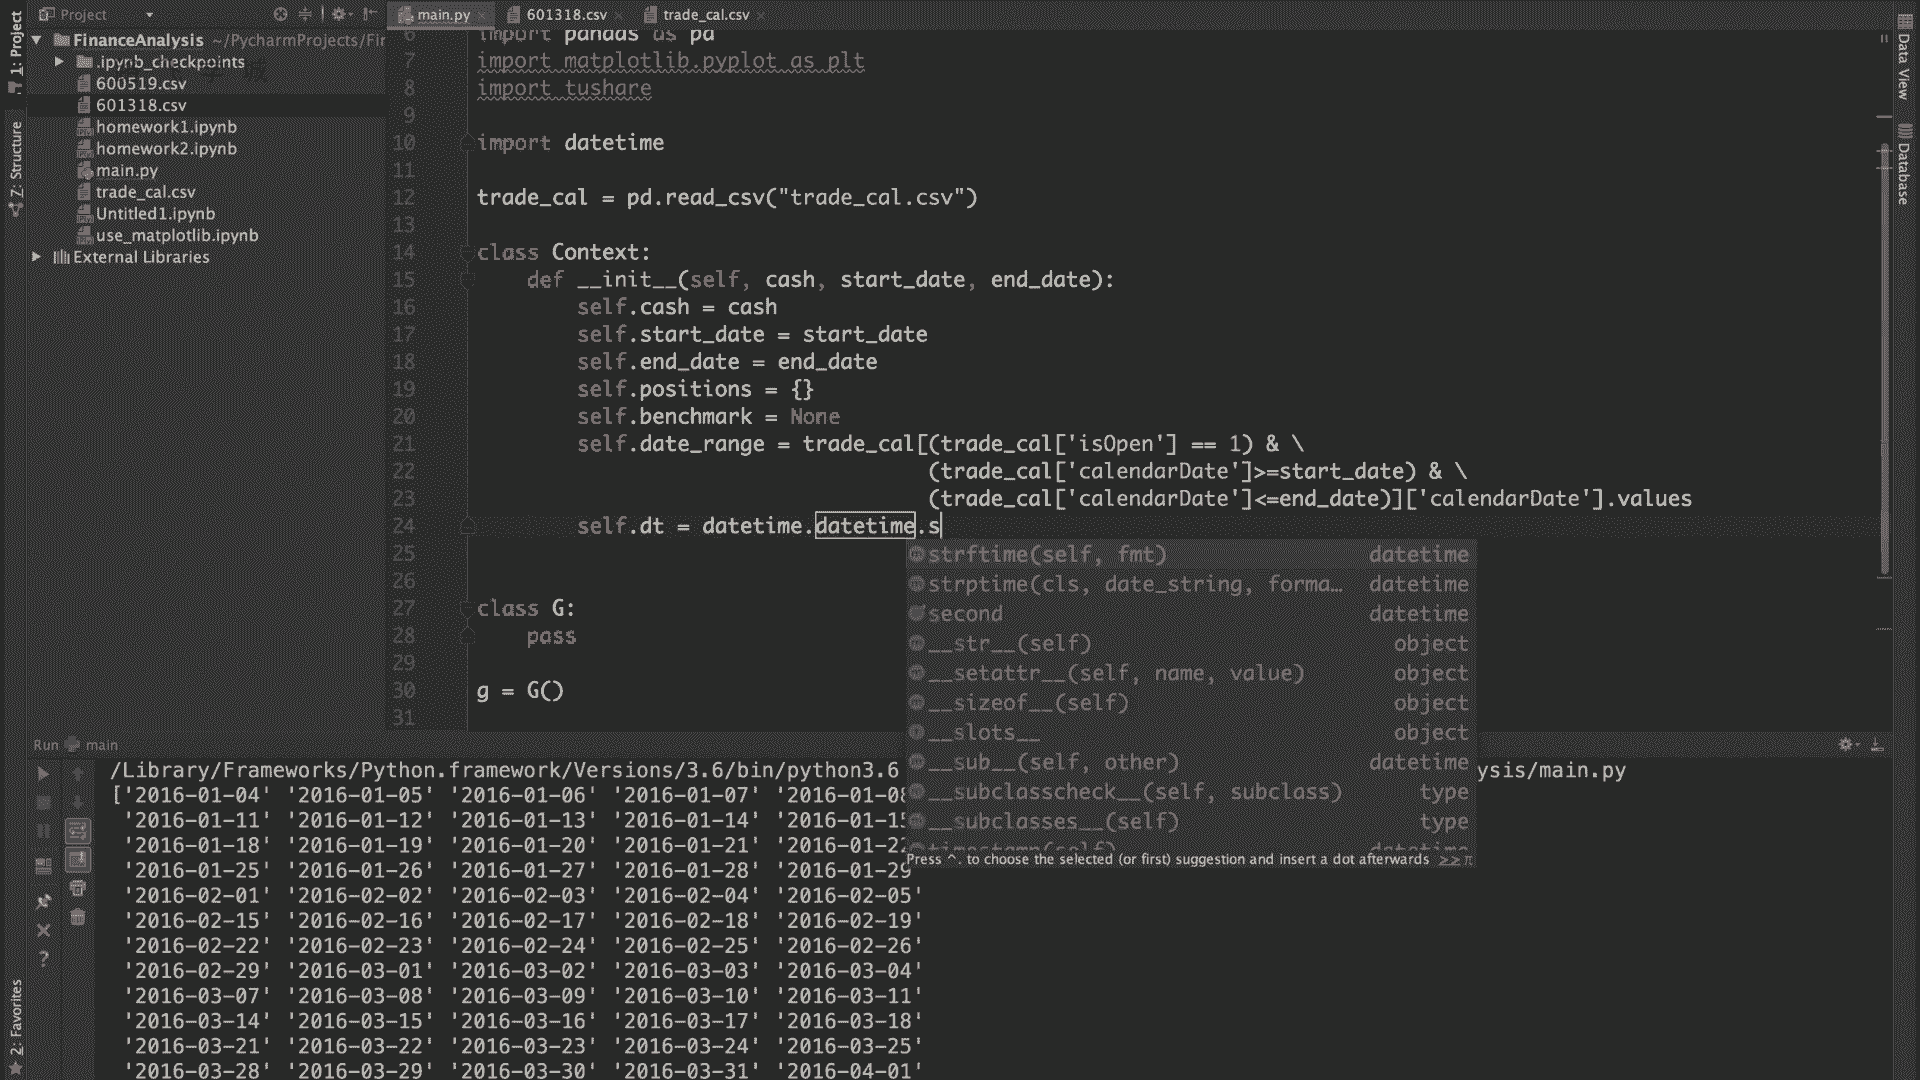 Project
main.py
601318.csv
trade_cal.csv
1: Project
FinanceAnalysis ~/PycharmProjects/Fir
.ipynb_checkpoints
600519.csv
601318.csv
homework1.ipynb
homework2.ipynb
main.py
trade_cal.csv
Untitled1.ipynb
use_matplotlib.ipynb
External Libraries
7: Structure
2: Favorites
Data View
Database
6 import pandas as pd
7 import matplotlib.pyplot as plt
8 import tushare
9
10 import datetime
11
12 trade_cal = pd.read_csv("trade_cal.csv")
13
14 class Context:
15 def __init__(self, cash, start_date, end_date):
16 self.cash = cash
17 self.start_date = start_date
18 self.end_date = end_date
19 self.positions = {}
20 self.benchmark = None
21 self.date_range = trade_cal[(trade_cal['isOpen'] == 1) & \
22 (trade_cal['calendarDate']>=start_date) & \
23 (trade_cal['calendarDate']<=end_date)]['calendarDate'].values
24 self.dt = datetime.datetime.s
25
26
27 class G:
28 pass
29
30 g = G()
31
strftime(self, fmt) datetime
strptime(cls, date_string, forma… datetime
second datetime
__str__(self) object
__setattr__(self, name, value) object
__sizeof__(self) object
__slots__ object
__sub__(self, other) datetime
__subclasscheck__(self, subclass) type
__subclasses__(self) type
timestamp(self) datetime
Press ^. to choose the selected (or first) suggestion and insert a dot afterwards >> π
Run main
/Library/Frameworks/Python.framework/Versions/3.6/bin/python3.6 ysis/main.py
['2016-01-04' '2016-01-05' '2016-01-06' '2016-01-07' '2016-01-08
'2016-01-11' '2016-01-12' '2016-01-13' '2016-01-14' '2016-01-15
'2016-01-18' '2016-01-19' '2016-01-20' '2016-01-21' '2016-01-22
'2016-01-25' '2016-01-26' '2016-01-27' '2016-01-28' '2016-01-29'
'2016-02-01' '2016-02-02' '2016-02-03' '2016-02-04' '2016-02-05'
'2016-02-15' '2016-02-16' '2016-02-17' '2016-02-18' '2016-02-19'
'2016-02-22' '2016-02-23' '2016-02-24' '2016-02-25' '2016-02-26'
'2016-02-29' '2016-03-01' '2016-03-02' '2016-03-03' '2016-03-04'
'2016-03-07' '2016-03-08' '2016-03-09' '2016-03-10' '2016-03-11'
'2016-03-14' '2016-03-15' '2016-03-16' '2016-03-17' '2016-03-18'
'2016-03-21' '2016-03-22' '2016-03-23' '2016-03-24' '2016-03-25'
'2016-03-28' '2016-03-29' '2016-03-30' '2016-03-31' '2016-04-01'